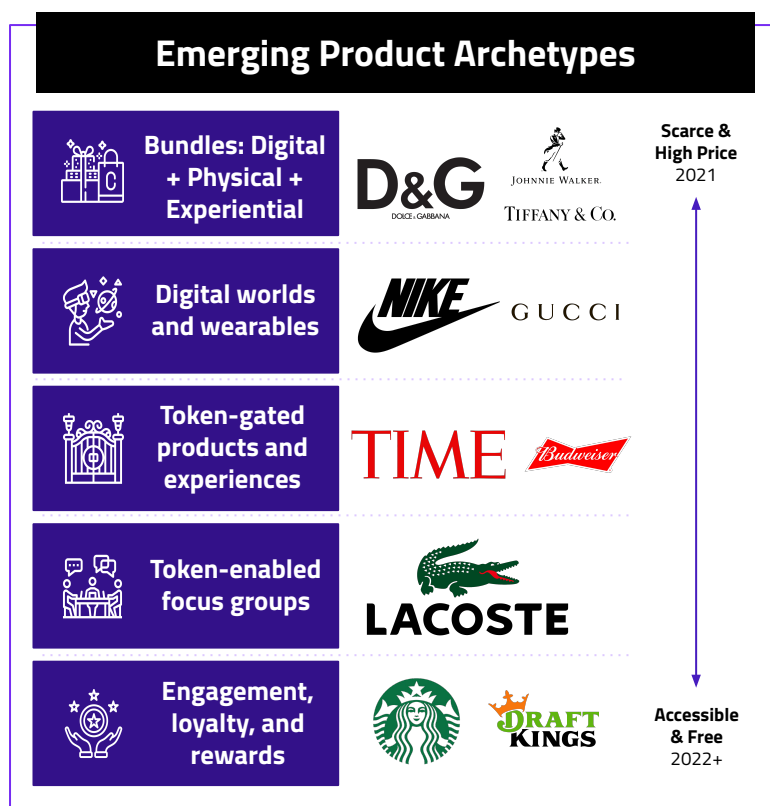 Emerging Product Archetypes
Bundles: Digital
+ Physical +
Experiential
D&G
DOLCE & GABBANA
JOHNNIE WALKER.
TIFFANY & CO.
Scarce &
High Price
2021
Digital worlds
and wearables
NIKE
GUCCI
Token-gated
products and
experiences
TIME
Budweiser
Token-enabled
focus groups
LACOSTE
Engagement,
loyalty, and
rewards
DRAFT
KINGS
Accessible
& Free
2022+